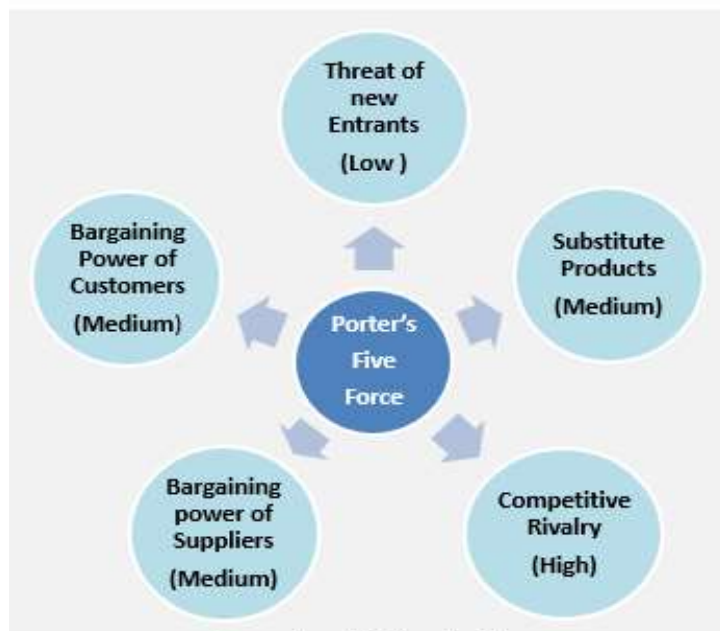 Threat of
new
Entrants
(Low )
Bargaining
Power of
Customers
(Medium)
Substitute
Products
(Medium)
Porter's
Five
Force
Bargaining
power of
Suppliers
(Medium)
Competitive
Rivalry
(High)